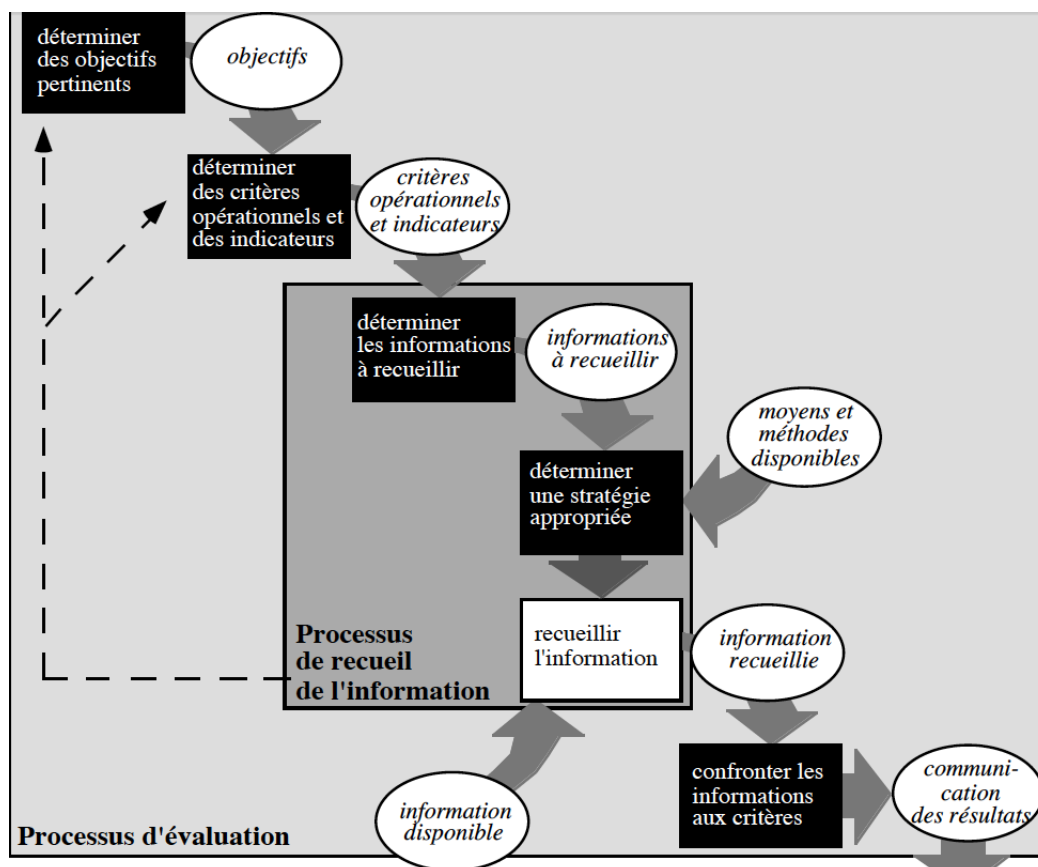 déterminer
des objectifs
pertinents
objectifs
déterminer
des critères
opérationnels et
des indicateurs
critères
opérationnels
et indicateurs
déterminer
les informations
à recueillir
informations
à recueillir
moyens et
méthodes
disponibles
déterminer
une stratégie
appropriée
recueillir
l'information
Processus
de recueil
de l'information
information
recueillie
information
disponible
confronter les
informations
aux critères
communi-
cation
des résultats
Processus d'évaluation